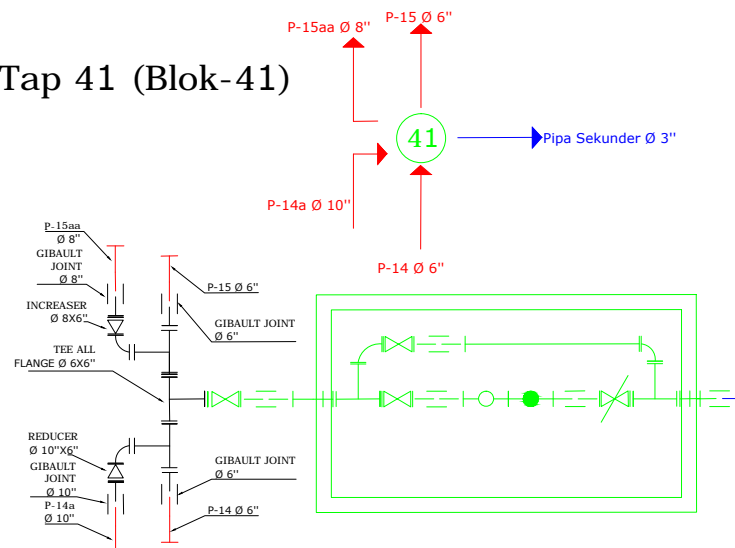 P-15aa Ø 8"
P-15 Ø 6"
Tap 41 (Blok-41)
41
Pipa Sekunder Ø 3"
P-14a Ø 10"
P-14 Ø 6"
P-15aa
Ø 8"
GIBAULT
JOINT
Ø 8"
P-15 Ø 6"
INCREASER
Ø 8X6"
GIBAULT JOINT
Ø 6"
TEE ALL
FLANGE Ø 6X6"
REDUCER
Ø 10"X6"
GIBAULT
JOINT
Ø 10"
P-14a
Ø 10"
GIBAULT JOINT
Ø 6"
P-14 Ø 6"